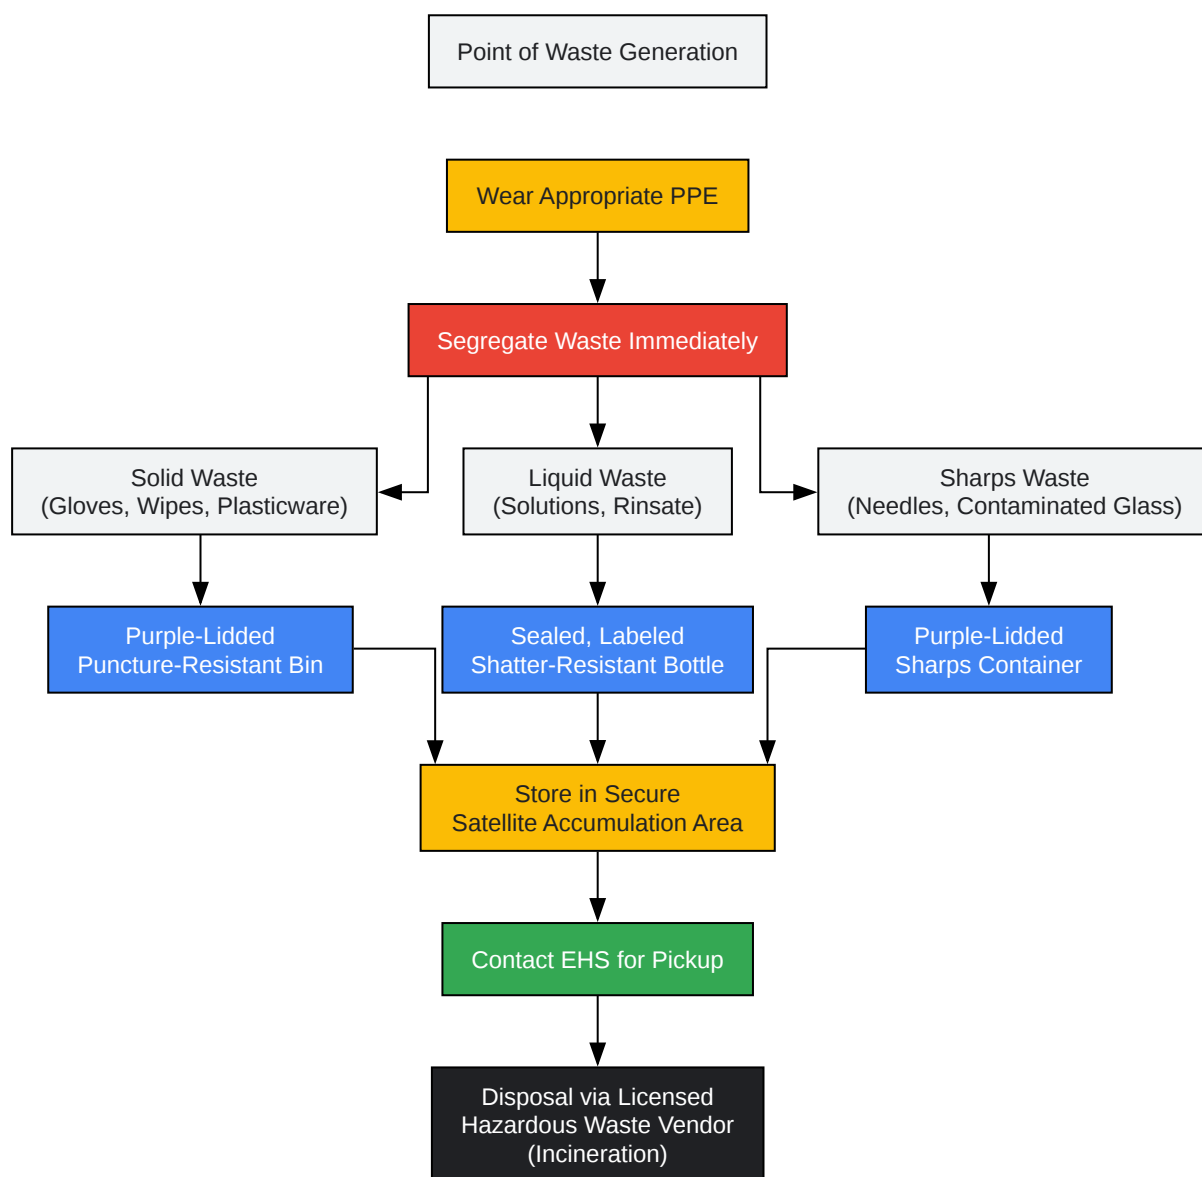 Point of Waste Generation
Wear Appropriate PPE
Segregate Waste Immediately
Solid Waste
(Gloves, Wipes, Plasticware)
Liquid Waste
(Solutions, Rinsate)
Sharps Waste
(Needles, Contaminated Glass)
Purple-Lidded
Puncture-Resistant Bin
Sealed, Labeled
Shatter-Resistant Bottle
Purple-Lidded
Sharps Container
Store in Secure
Satellite Accumulation Area
Contact EHS for Pickup
Disposal via Licensed
Hazardous Waste Vendor
(Incineration)